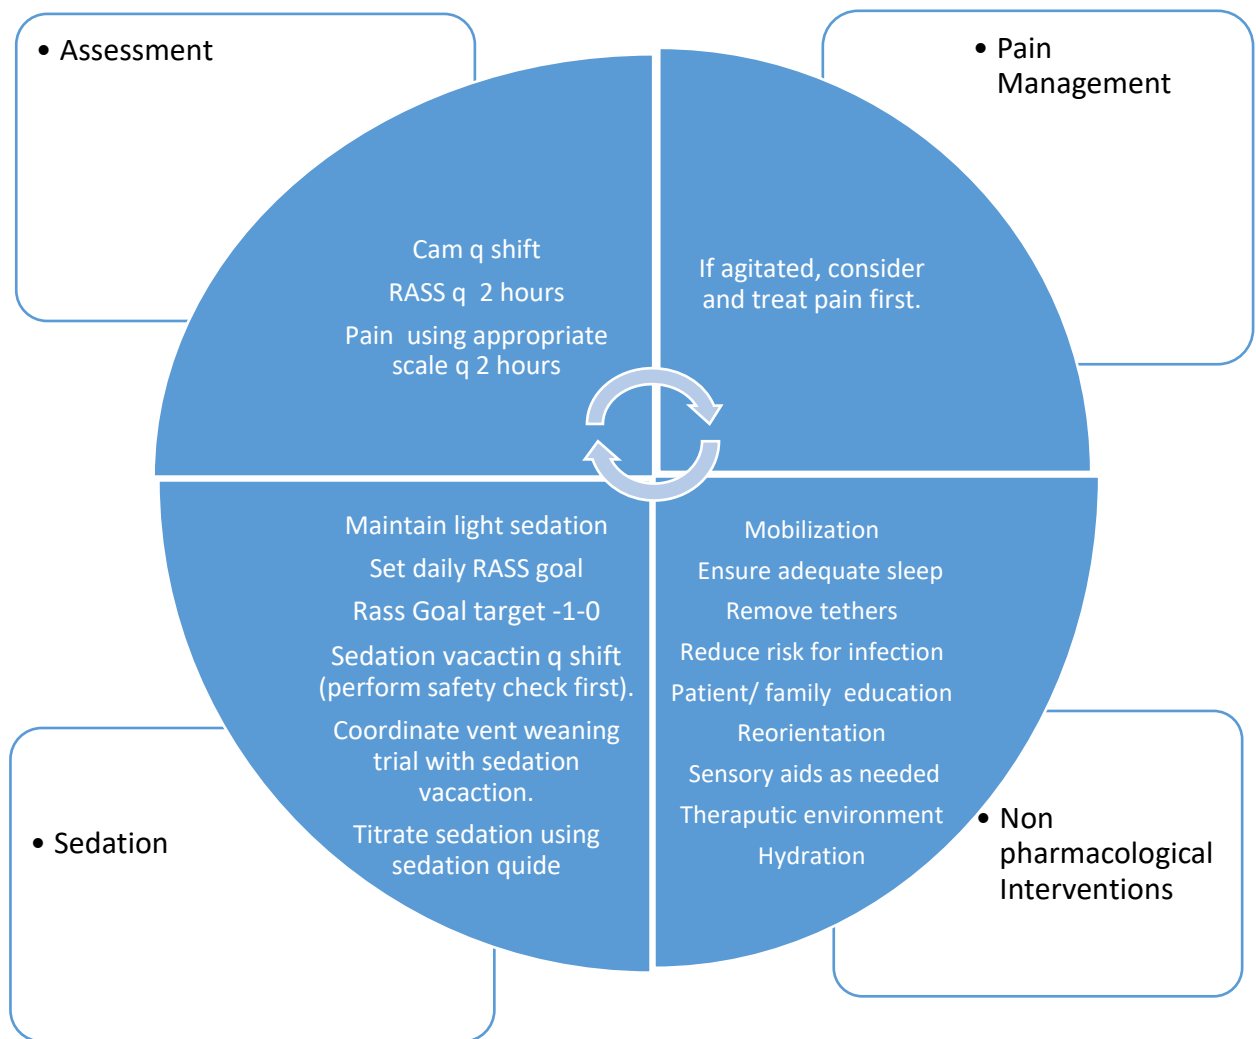 • Assessment
Cam q shift
RASS q  2 hours
Pain  using appropriate
scale q 2 hours
• Pain
Management
If agitated, consider
and treat pain first.
• Sedation
Maintain light sedation
Set daily RASS goal
Rass Goal target -1-0
Sedation vacactin q shift
(perform safety check first).
Coordinate vent weaning
trial with sedation
vacaction.
Titrate sedation using
sedation quide
• Non
pharmacological
Interventions
Mobilization
Ensure adequate sleep
Remove tethers
Reduce risk for infection
Patient/ family  education
Reorientation
Sensory aids as needed
Theraputic environment
Hydration